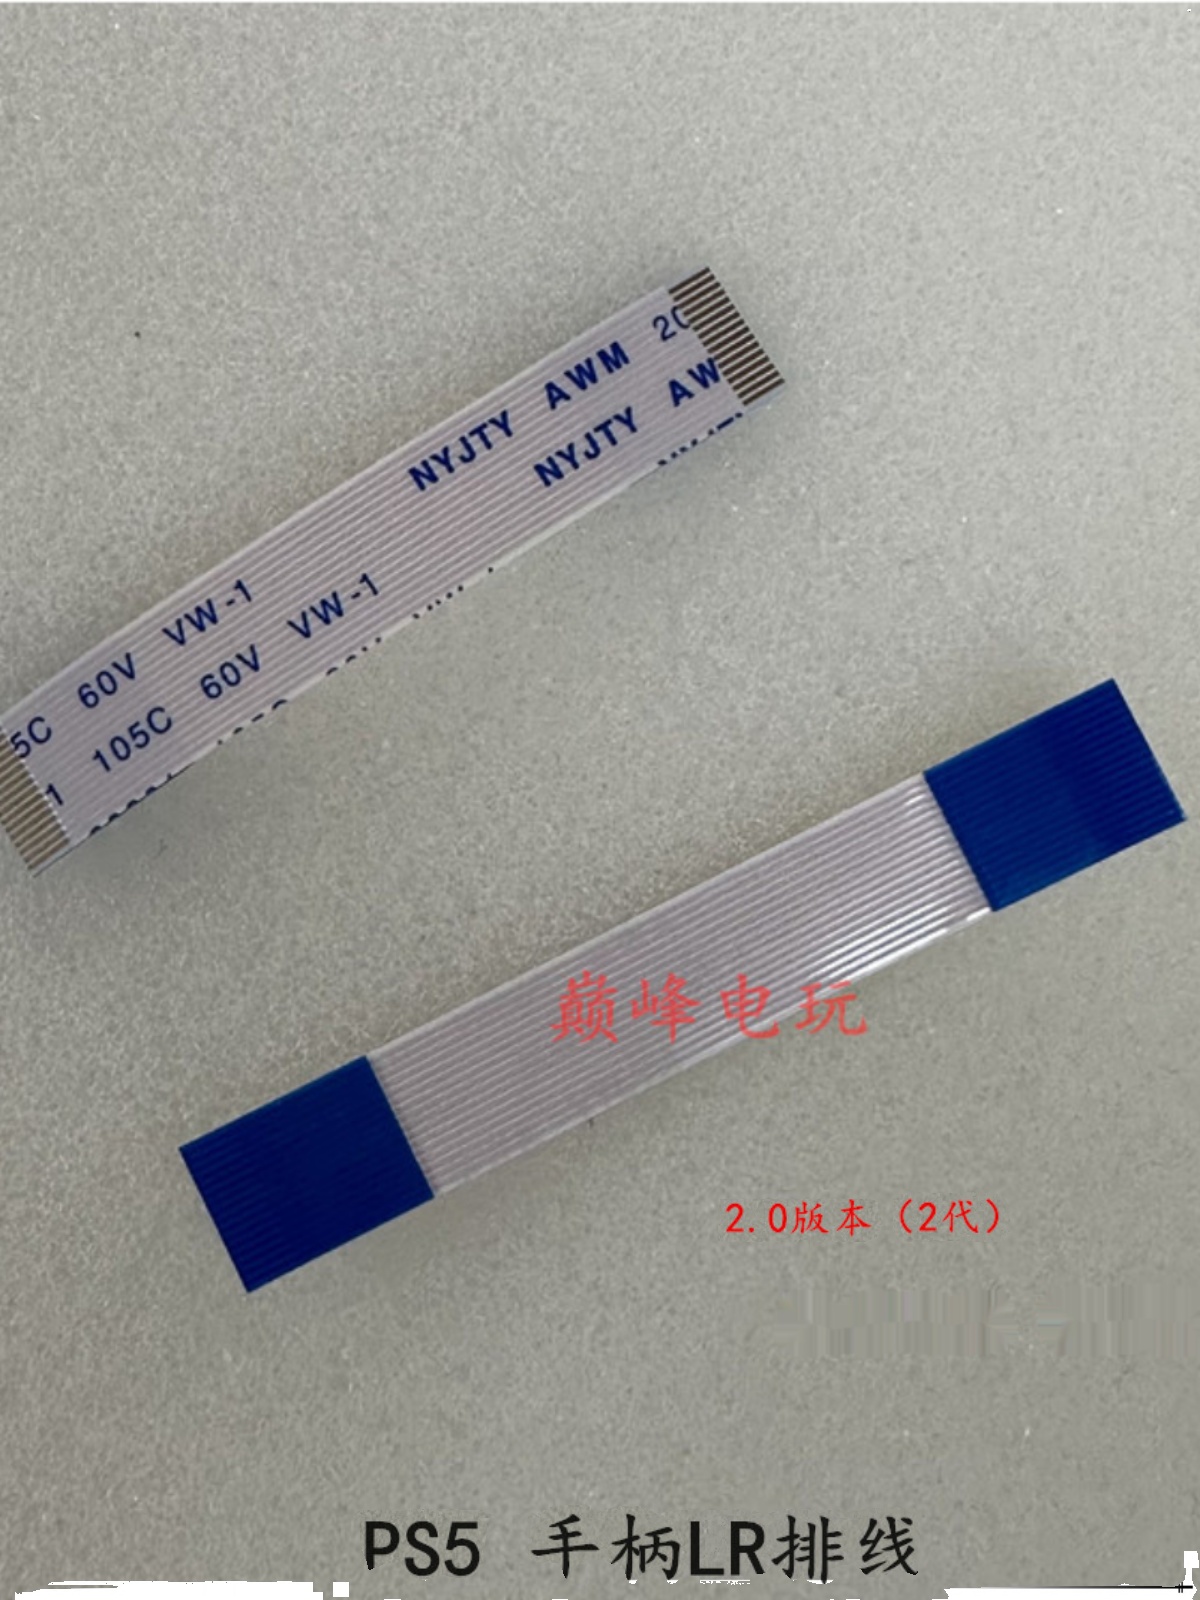 NYJTY AWM 20
NYJTY AW
5C 60V VW-1
1 105C 60V VW-1
巅峰电玩
2.0版本（2代）
PS5 手柄LR排线